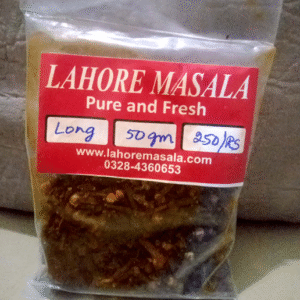 LAHORE MASALA
Pure and Fresh
Long 50 gm 250/RS
www.lahoremasala.com
0328-4360653